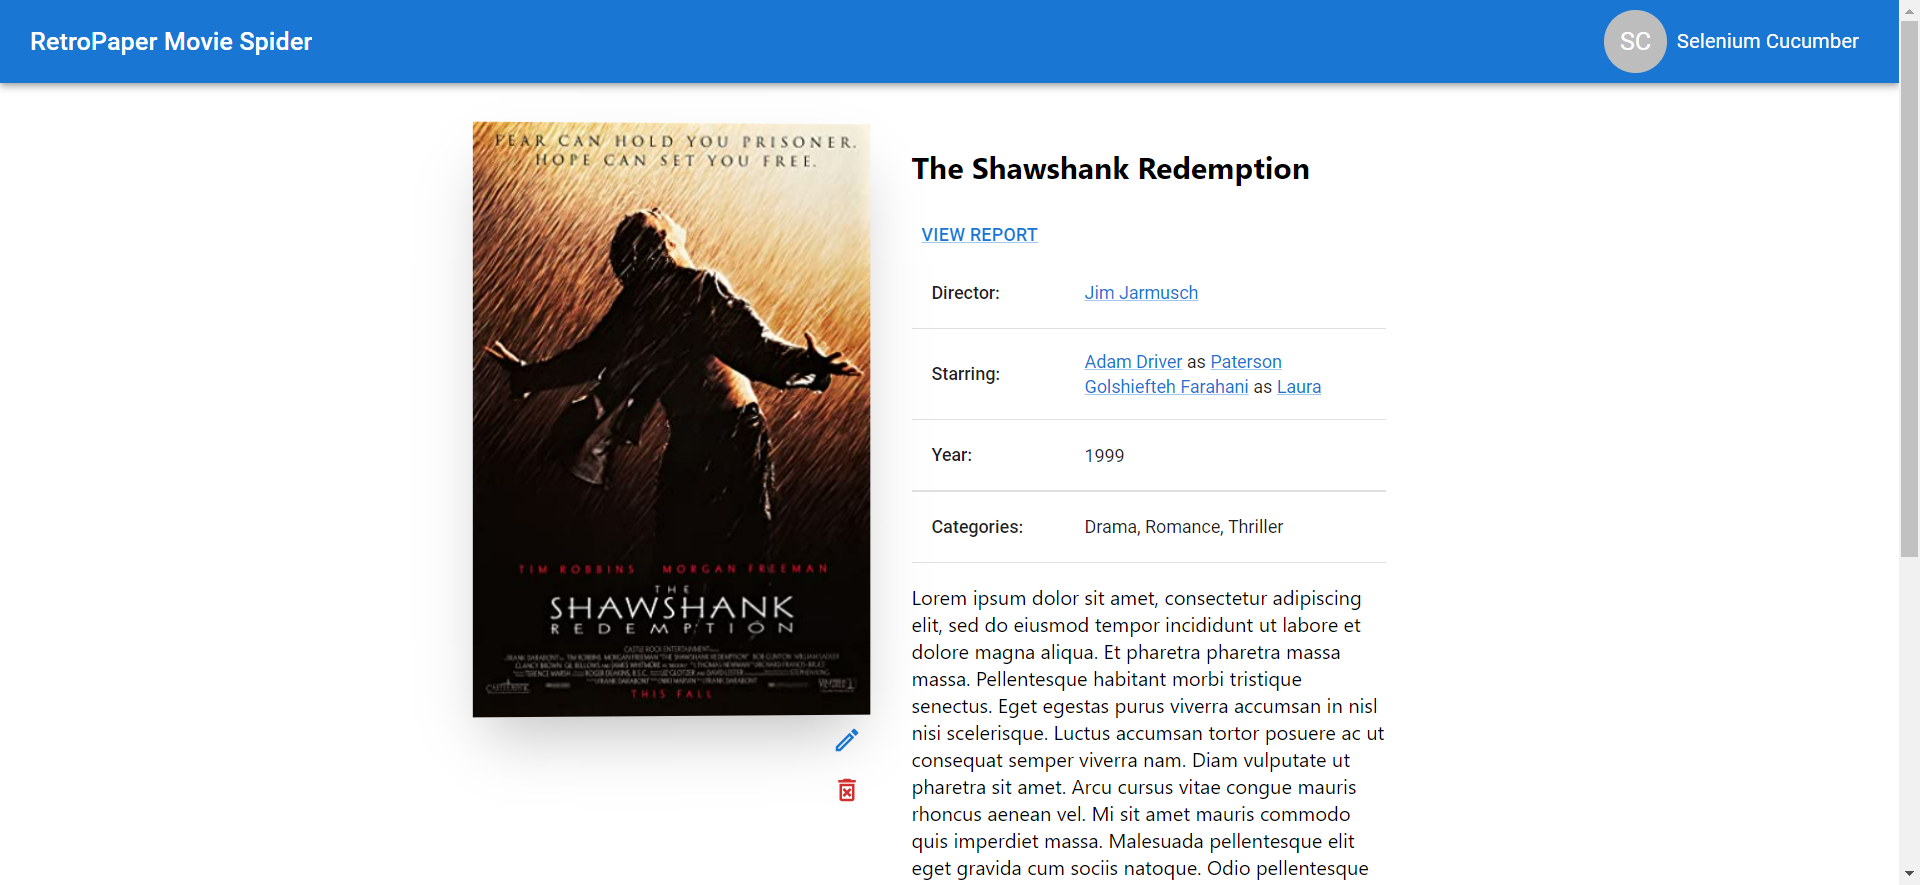 RetroPaper Movie Spider
SC Selenium Cucumber
FEAR CAN HOLD YOU PRISONER.
HOPE CAN SET YOU FREE.
TIM ROBBINS MORGAN FREEMAN
THE
SHAWSHANK
REDEMPTION
CASTLE ROCK ENTERTAINMENT
THIS FALL
The Shawshank Redemption
VIEW REPORT
Director: Jim Jarmusch
Starring: Adam Driver as Paterson
Golshiefteh Farahani as Laura
Year: 1999
Categories: Drama, Romance, Thriller
Lorem ipsum dolor sit amet, consectetur adipiscing
elit, sed do eiusmod tempor incididunt ut labore et
dolore magna aliqua. Et pharetra pharetra massa
massa. Pellentesque habitant morbi tristique
senectus. Eget egestas purus viverra accumsan in nisl
nisi scelerisque. Luctus accumsan tortor posuere ac ut
consequat semper viverra nam. Diam vulputate ut
pharetra sit amet. Arcu cursus vitae congue mauris
rhoncus aenean vel. Mi sit amet mauris commodo
quis imperdiet massa. Malesuada pellentesque elit
eget gravida cum sociis natoque. Odio pellentesque